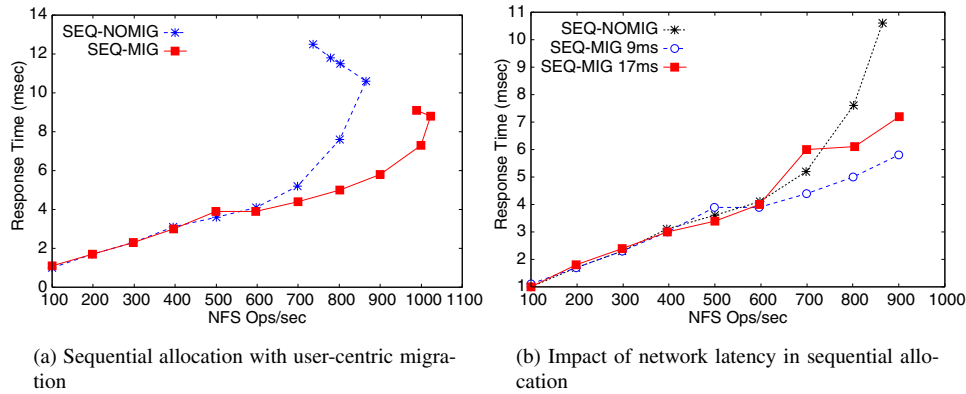 14
12
10
8
6
4
2
0
Response Time (msec)
SEQ-NOMIG
SEQ-MIG
100 200 300 400 500 600 700 800 900 1000 1100
NFS Ops/sec
(a) Sequential allocation with user-centric migra-
tion
11
10
9
8
7
6
5
4
3
2
1
Response Time (msec)
SEQ-NOMIG
SEQ-MIG 9ms
SEQ-MIG 17ms
100 200 300 400 500 600 700 800 900 1000
NFS Ops/sec
(b) Impact of network latency in sequential allo-
cation